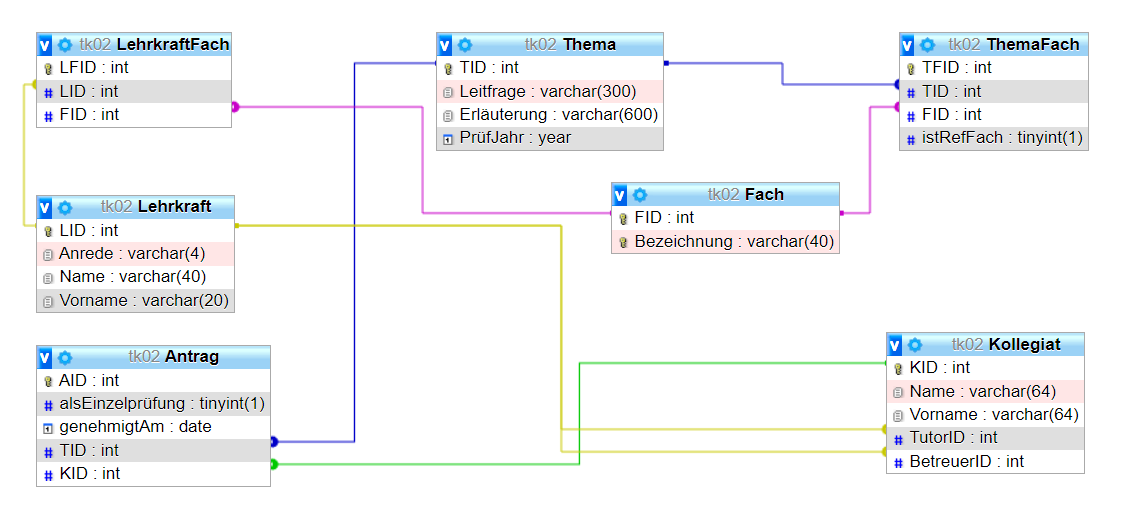 tk02 LehrkraftFach
LFID : int
LID : int
FID : int
tk02 Thema
TID : int
Leitfrage : varchar(300)
Erläuterung : varchar(600)
PrüfJahr : year
tk02 ThemaFach
TFID : int
TID : int
FID : int
istRefFach : tinyint(1)
tk02 Lehrkraft
LID : int
Anrede : varchar(4)
Name : varchar(40)
Vorname : varchar(20)
tk02 Fach
FID : int
Bezeichnung : varchar(40)
tk02 Antrag
AID : int
alsEinzelprüfung : tinyint(1)
genehmigtAm : date
TID : int
KID : int
tk02 Kollegiat
KID : int
Name : varchar(64)
Vorname : varchar(64)
TutorID : int
BetreuerID : int